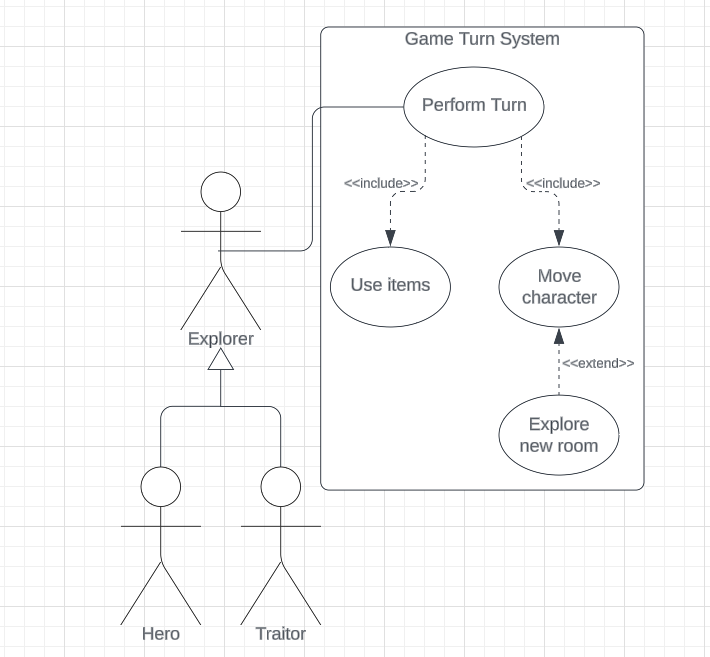 Game Turn System
Perform Turn
<<include>>
<<include>>
Use items
Move
character
Explorer
<<extend>>
Explore
new room
Hero
Traitor